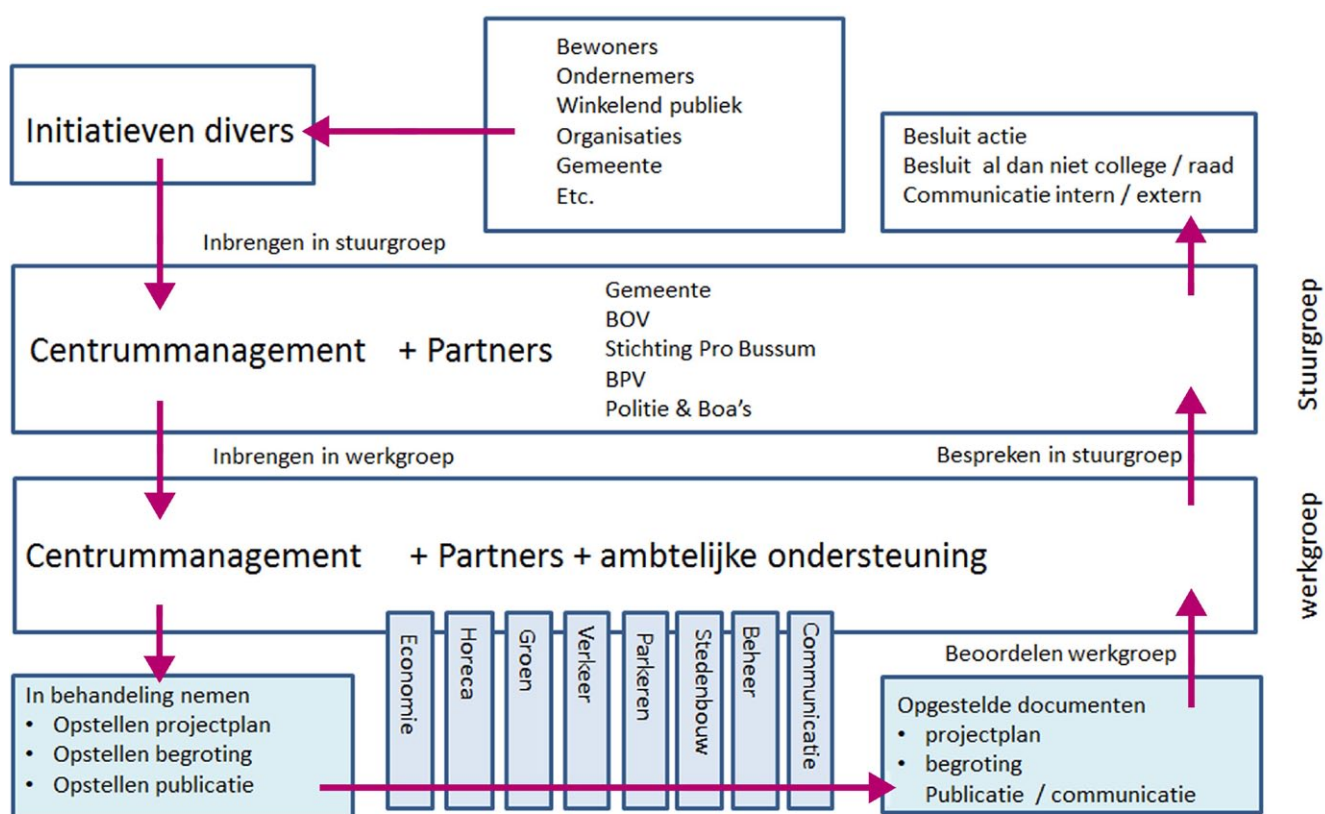 Bewoners
Ondernemers
Winkelend publiek
Organisaties
Gemeente
Etc.
Initiatieven divers
Besluit actie
Besluit al dan niet college / raad
Communicatie intern / extern
Inbrengen in stuurgroep
Centrummanagement + Partners
Gemeente
BOV
Stichting Pro Bussum
BPV
Politie & Boa's
Stuurgroep
Inbrengen in werkgroep
Bespreken in stuurgroep
Centrummanagement + Partners + ambtelijke ondersteuning
werkgroep
Economie
Horeca
Groen
Verkeer
Parkeren
Stedenbouw
Beheer
Communicatie
Beoordelen werkgroep
In behandeling nemen
• Opstellen projectplan
• Opstellen begroting
• Opstellen publicatie
Opgestelde documenten
• projectplan
• begroting
Publicatie / communicatie